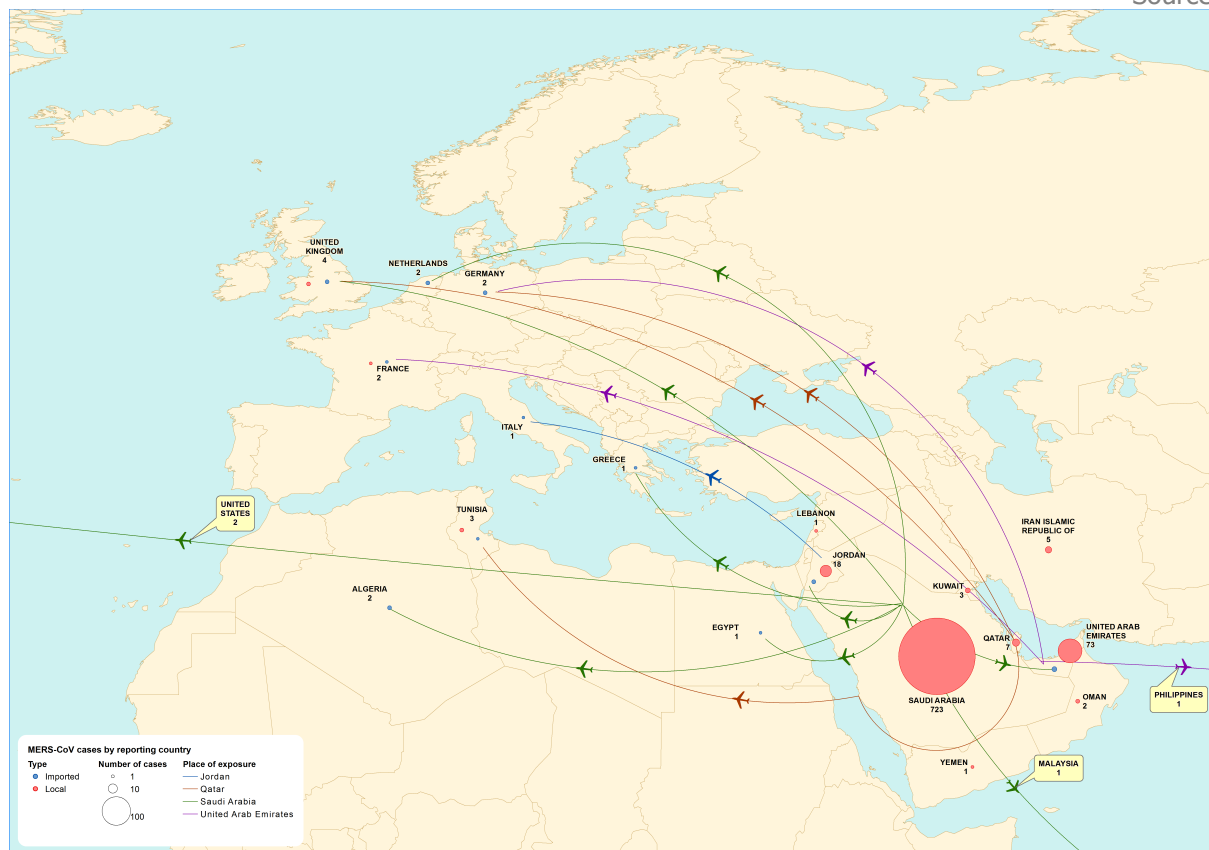 Source
UNITED
KINGDOM
4
NETHERLANDS
2
GERMANY
2
FRANCE
2
ITALY
1
GREECE
1
UNITED
STATES
2
TUNISIA
3
LEBANON
1
IRAN ISLAMIC
REPUBLIC OF
5
JORDAN
18
ALGERIA
2
KUWAIT
3
EGYPT
1
QATAR
7
UNITED ARAB
EMIRATES
73
SAUDI ARABIA
723
OMAN
2
PHILIPPINES
1
YEMEN
1
MALAYSIA
1
MERS-CoV cases by reporting country
Type
Imported
Local
Number of cases
1
10
100
Place of exposure
Jordan
Qatar
Saudi Arabia
United Arab Emirates